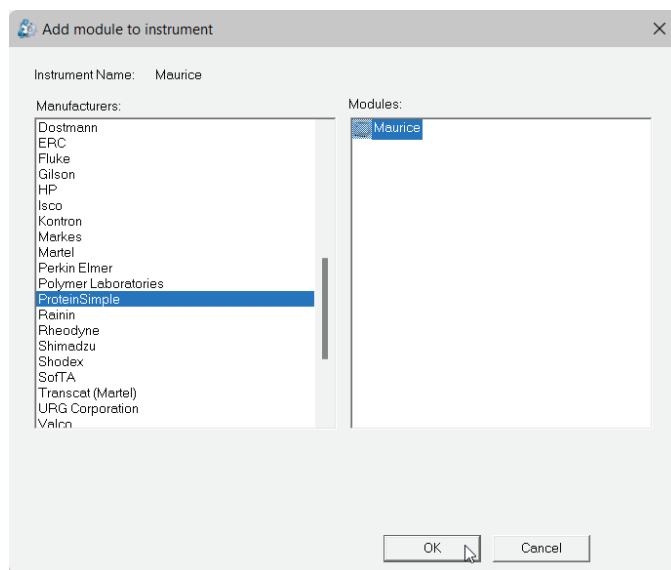 Add module to instrument
Instrument Name: Maurice
Manufacturers:
Dostmann
ERC
Fluke
Gilson
HP
Isco
Kontron
Markes
Martel
Perkin Elmer
Polymer Laboratories
ProteinSimple
Rainin
Rheodyne
Shimadzu
Shodex
SofTA
Transcat (Martel)
URG Corporation
Valco
Modules:
Maurice
OK
Cancel